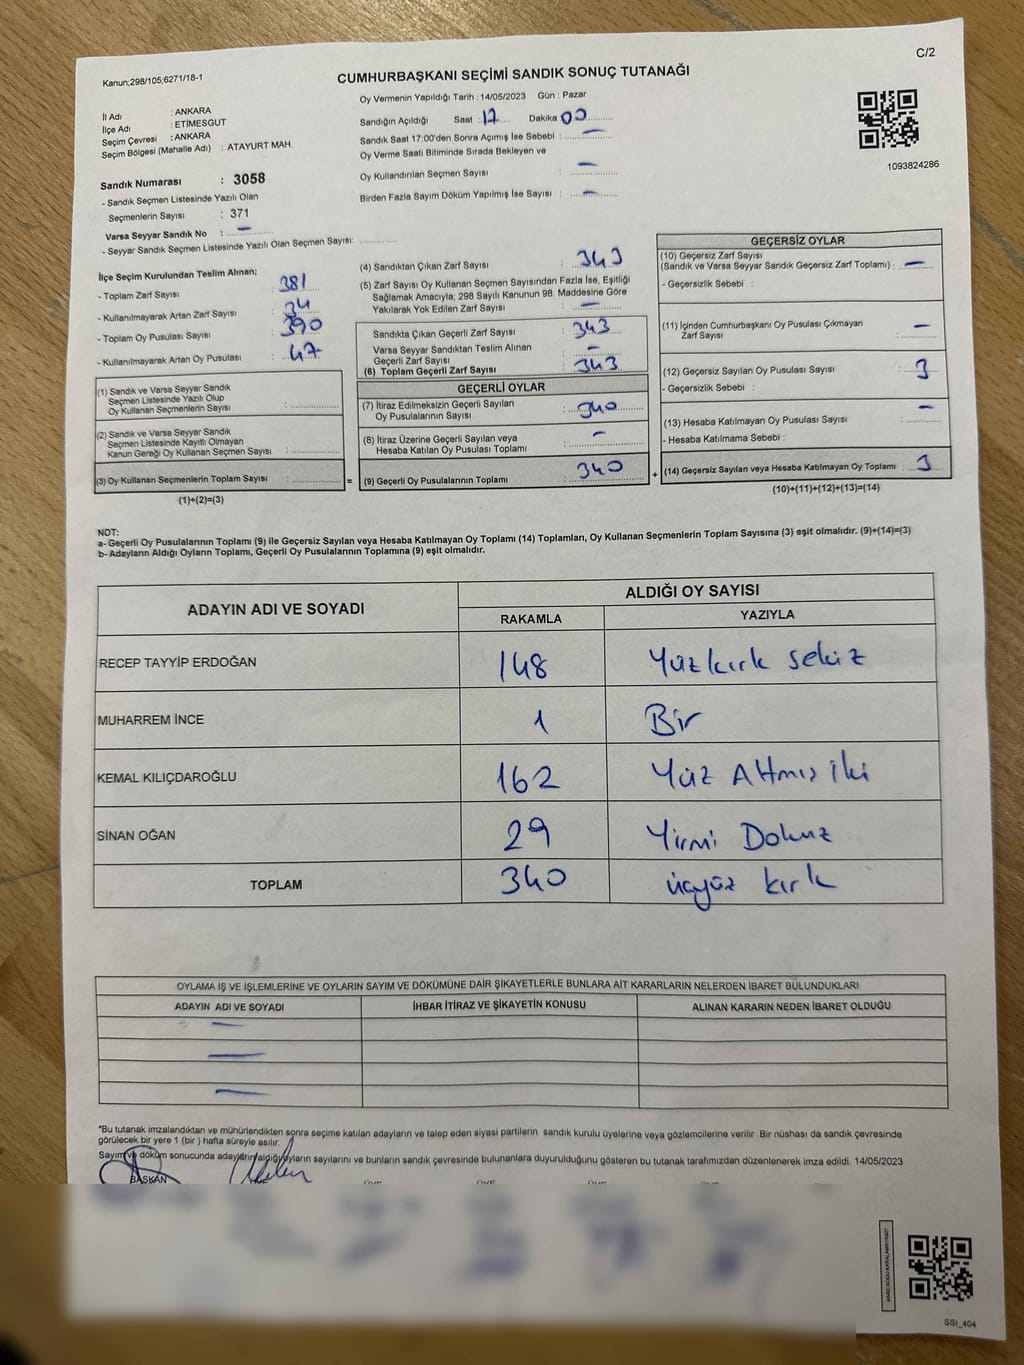 C/2
Kanun;298/105;6271/18-1
CUMHURBAŞKANI SEÇİMİ SANDIK SONUÇ TUTANAĞI
Oy Vermenin Yapıldığı Tarih :14/05/2023 Gün : Pazar
İl Adı : ANKARA
İlçe Adı : ETİMESGUT
Seçim Çevresi : ANKARA
Seçim Bölgesi (Mahalle Adı) : ATAYURT MAH.
Sandık Numarası : 3058
- Sandık Seçmen Listesinde Yazılı Olan
Seçmenlerin Sayısı : 371
Varsa Seyyar Sandık No : —
- Seyyar Sandık Seçmen Listesinde Yazılı Olan Seçmen Sayısı: ............
Sandığın Açıldığı Saat : 17 Dakika 00
Sandık Saat 17:00'den Sonra Açımış İse Sebebi : —
Oy Verme Saati Bitiminde Sırada Bekleyen ve
Oy Kullandırılan Seçmen Sayısı —
Birden Fazla Sayım Döküm Yapılmış İse Sayısı : —
1093824286
İlçe Seçim Kurulundan Teslim Alınan;
- Toplam Zarf Sayısı : 381
- Kullanılmayarak Artan Zarf Sayısı : 34
- Toplam Oy Pusulası Sayısı : 390
- Kullanılmayarak Artan Oy Pusulası : 47
(1) Sandık ve Varsa Seyyar Sandık
Seçmen Listesinde Yazılı Olup
Oy Kullanan Seçmenlerin Sayısı :
(2) Sandık ve Varsa Seyyar Sandık
Seçmen Listesinde Kayıtlı Olmayan
Kanun Gereği Oy Kullanan Seçmen Sayısı :
(3) Oy Kullanan Seçmenlerin Toplam Sayısı : =
(1)+(2)=(3)
(4) Sandıktan Çıkan Zarf Sayısı : 343
(5) Zarf Sayısı Oy Kullanan Seçmen Sayısından Fazla İse, Eşitliği
Sağlamak Amacıyla; 298 Sayılı Kanunun 98. Maddesine Göre
Yakılarak Yok Edilen Zarf Sayısı : —
Sandıkta Çıkan Geçerli Zarf Sayısı : 343
Varsa Seyyar Sandıktan Teslim Alınan
Geçerli Zarf Sayısı : —
(6) Toplam Geçerli Zarf Sayısı : 343
GEÇERLİ OYLAR
(7) İtiraz Edilmeksizin Geçerli Sayılan
Oy Pusulalarının Sayısı : 340
(8) İtiraz Üzerine Geçerli Sayılan veya
Hesaba Katılan Oy Pusulası Toplamı : —
(9) Geçerli Oy Pusulalarının Toplamı : 340 +
GEÇERSİZ OYLAR
(10) Geçersiz Zarf Sayısı
(Sandık ve Varsa Seyyar Sandık Geçersiz Zarf Toplamı) : —
- Geçersizlik Sebebi :
(11) İçinden Cumhurbaşkanı Oy Pusulası Çıkmayan
Zarf Sayısı : —
(12) Geçersiz Sayılan Oy Pusulası Sayısı : 3
- Geçersizlik Sebebi :
(13) Hesaba Katılmayan Oy Pusulası Sayısı : —
- Hesaba Katılmama Sebebi :
(14) Geçersiz Sayılan veya Hesaba Katılmayan Oy Toplamı : 3
(10)+(11)+(12)+(13)=(14)
NOT:
a- Geçerli Oy Pusulalarının Toplamı (9) ile Geçersiz Sayılan veya Hesaba Katılmayan Oy Toplamı (14) Toplamları, Oy Kullanan Seçmenlerin Toplam Sayısına (3) eşit olmalıdır. (9)+(14)=(3)
b- Adayların Aldığı Oyların Toplamı, Geçerli Oy Pusulalarının Toplamına (9) eşit olmalıdır.
ADAYIN ADI VE SOYADI ALDIĞI OY SAYISI
RAKAMLA YAZIYLA
RECEP TAYYİP ERDOĞAN 148 Yüzkırk sekiz
MUHARREM İNCE 1 Bir
KEMAL KILIÇDAROĞLU 162 Yüz Altmış iki
SİNAN OĞAN 29 Yirmi Dokuz
TOPLAM 340 üçyüz kırk
OYLAMA İŞ VE İŞLEMLERİNE VE OYLARIN SAYIM VE DÖKÜMÜNE DAİR ŞİKAYETLERLE BUNLARA AİT KARARLARIN NELERDEN İBARET BULUNDUKLARI
ADAYIN ADI VE SOYADI İHBAR İTİRAZ VE ŞİKAYETİN KONUSU ALINAN KARARIN NEDEN İBARET OLDUĞU
—
—
—
*Bu tutanak imzalandıktan ve mühürlendikten sonra seçime katılan adayların ve talep eden siyasi partilerin sandık kurulu üyelerine veya gözlemcilerine verilir. Bir nüshası da sandık çevresinde
görülecek bir yere 1 (bir) hafta süreyle asılır.
Sayım ve döküm sonucunda adayların aldığı oyların sayılarını ve bunların sandık çevresinde bulunanlara duyurulduğunu gösteren bu tutanak tarafımızdan düzenlenerek imza edildi. 14/05/2023
BAŞKAN
SSI_404